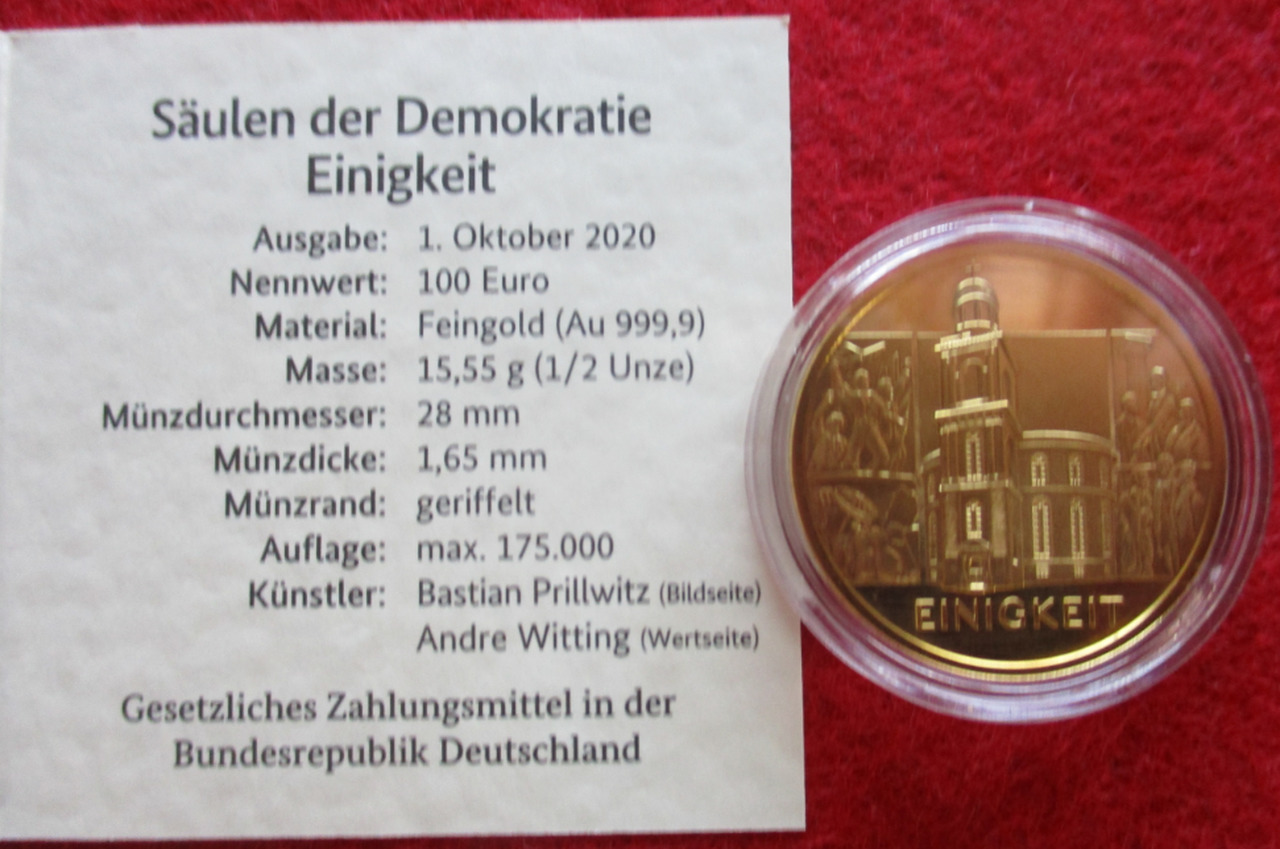 Säulen der Demokratie
Einigkeit
Ausgabe: 1. Oktober 2020
Nennwert: 100 Euro
Material: Feingold (Au 999,9)
Masse: 15,55 g (1/2 Unze)
Münzdurchmesser: 28 mm
Münzdicke: 1,65 mm
Münzrand: geriffelt
Auflage: max. 175.000
Künstler: Bastian Prillwitz (Bildseite)
Andre Witting (Wertseite)
Gesetzliches Zahlungsmittel in der
Bundesrepublik Deutschland
EINIGKEIT